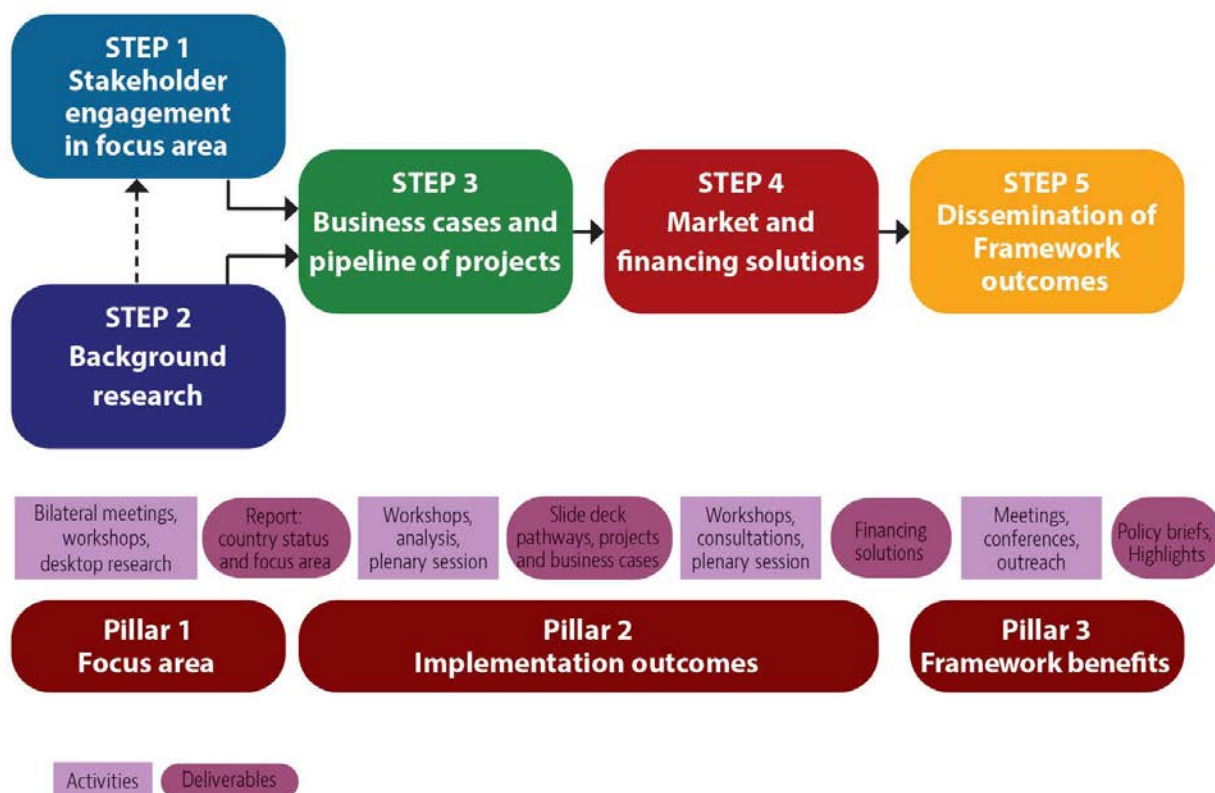 STEP 1
Stakeholder
engagement
in focus area
STEP 2
Background
research
STEP 3
Business cases and
pipeline of projects
STEP 4
Market and
financing solutions
STEP 5
Dissemination of
Framework
outcomes
Bilateral meetings,
workshops,
desktop research
Report:
country status
and focus area
Workshops,
analysis,
plenary session
Slide deck
pathways, projects
and business cases
Workshops,
consultations,
plenary session
Financing
solutions
Meetings,
conferences,
outreach
Policy briefs,
Highlights
Pillar 1
Focus area
Pillar 2
Implementation outcomes
Pillar 3
Framework benefits
Activities
Deliverables